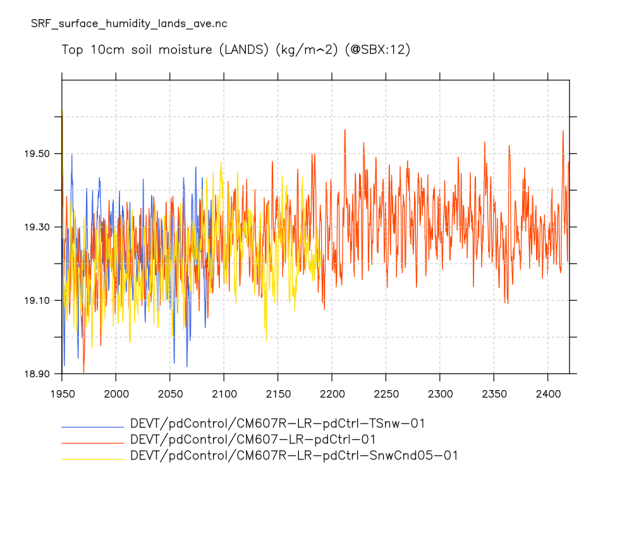 SRF_surface_humidity_lands_ave.nc
Top 10cm soil moisture (LANDS) (kg/m^2) (@SBX:12)
19.50
19.30
19.10
18.90
1950 2000 2050 2100 2150 2200 2250 2300 2350 2400
DEVT/pdControl/CM607R-LR-pdCtrl-TSnw-01
DEVT/pdControl/CM607-LR-pdCtrl-01
DEVT/pdControl/CM607R-LR-pdCtrl-SnwCnd05-01